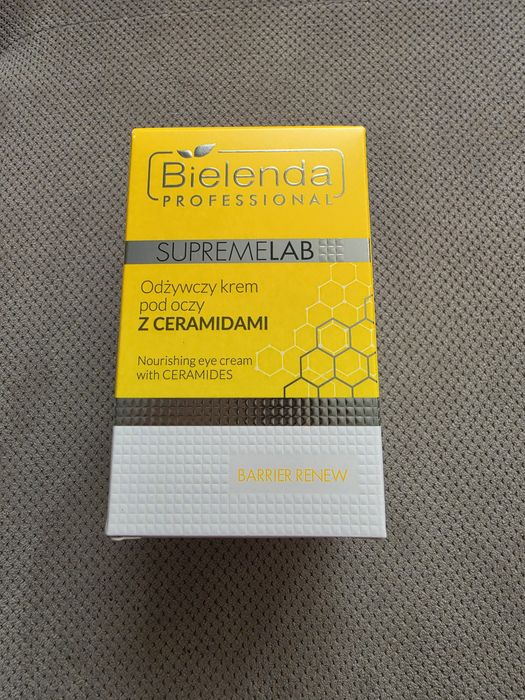 Bielenda
PROFESSIONAL
SUPREMELAB
Odżywczy krem
pod oczy
Z CERAMIDAMI
Nourishing eye cream
with CERAMIDES
BARRIER RENEW